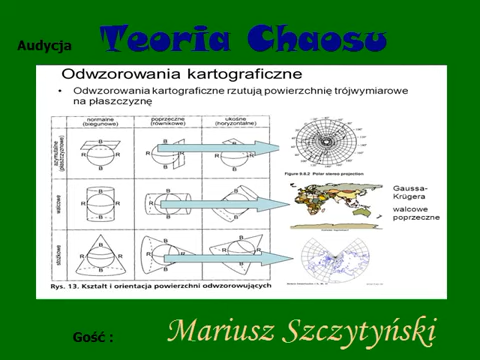 Audycja
Teoria Chaosu
Odwzorowania kartograficzne
• Odwzorowania kartograficzne rzutują powierzchnię trójwymiarowe
na płaszczyznę
normalne
(biegunowe)
poprzeczne
(równikowe)
ukośne
(horyzontalne)
azymutalne
(płaszczyznowe)
walcowe
stożkowe
B
R
R
B
R
R
B
R
R
B
R
R
B
R
B
R
R
B
R
R
B
R
R
Rys. 13. Kształt i orientacja powierzchni odwzorowujących
Figure 8.6.2 Polar stereo projection
Gaussa-
Krügera
walcowe
poprzeczne
Gość :
Mariusz Szczytyński